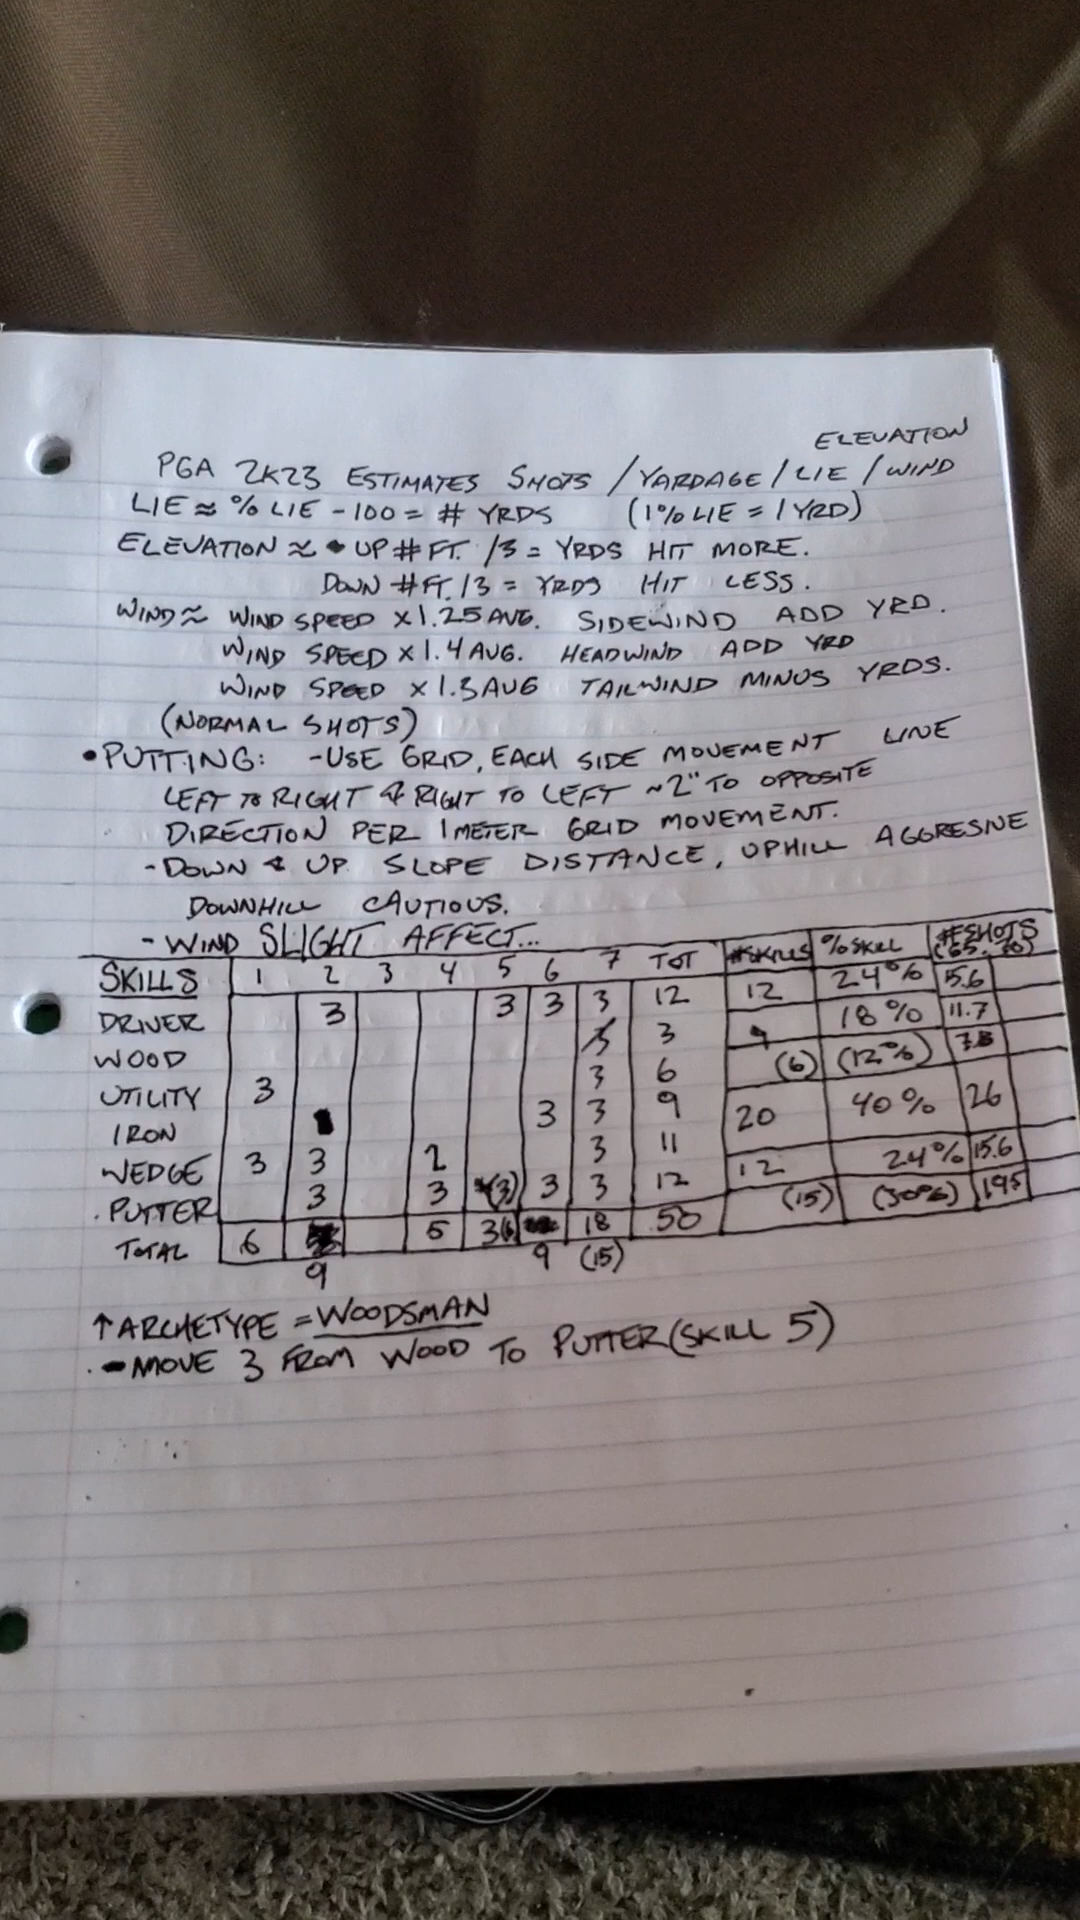 ELEVATION
PGA 2K23 ESTIMATES SHOTS / YARDAGE / LIE / WIND
LIE ≈ % LIE - 100 = # YRDS (1% LIE = 1 YRD)
ELEVATION ≈ UP # FT. /3 = YRDS HIT MORE.
DOWN # FT. /3 = YRDS HIT LESS.
WIND ≈ WIND SPEED X 1.25 AVG. SIDEWIND ADD YRD.
WIND SPEED X 1.4 AUG. HEADWIND ADD YRD
WIND SPEED X 1.3 AUG TAILWIND MINUS YRDS.
(NORMAL SHOTS)
• PUTTING: - USE GRID, EACH SIDE MOVEMENT LINE
LEFT TO RIGHT & RIGHT TO LEFT ~2" TO OPPOSITE
DIRECTION PER 1 METER GRID MOVEMENT.
- DOWN & UP SLOPE DISTANCE, UPHILL AGGRESIVE
DOWNHILL CAUTIOUS.
- WIND SLIGHT AFFECT...
SKILLS 1 2 3 4 5 6 7 TOT #SKILLS %SKILL #SHOTS (65-70)
DRIVER 3 3 3 3 12 12 24% 15.6
WOOD 3 3 9 18% 11.7
UTILITY 3 3 6 (6) (12%) 7.8
IRON 3 3 9 20 40% 26
WEDGE 3 3 2 3 11
PUTTER 3 3 (3) 3 3 12 12 24% 15.6
TOTAL 6 5 18 50 (15) (30%) 19.5
9 9 (15)
↑ ARCHETYPE = WOODSMAN
- MOVE 3 FROM WOOD TO PUTTER (SKILL 5)